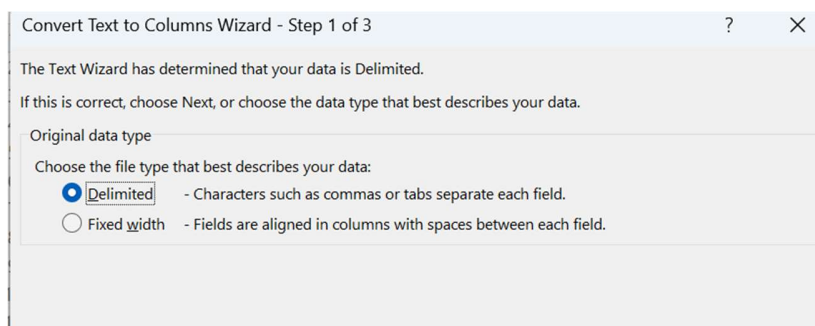 Convert Text to Columns Wizard - Step 1 of 3 ?
The Text Wizard has determined that your data is Delimited.
If this is correct, choose Next, or choose the data type that best describes your data.
Original data type
Choose the file type that best describes your data:
Delimited - Characters such as commas or tabs separate each field.
Fixed width - Fields are aligned in columns with spaces between each field.